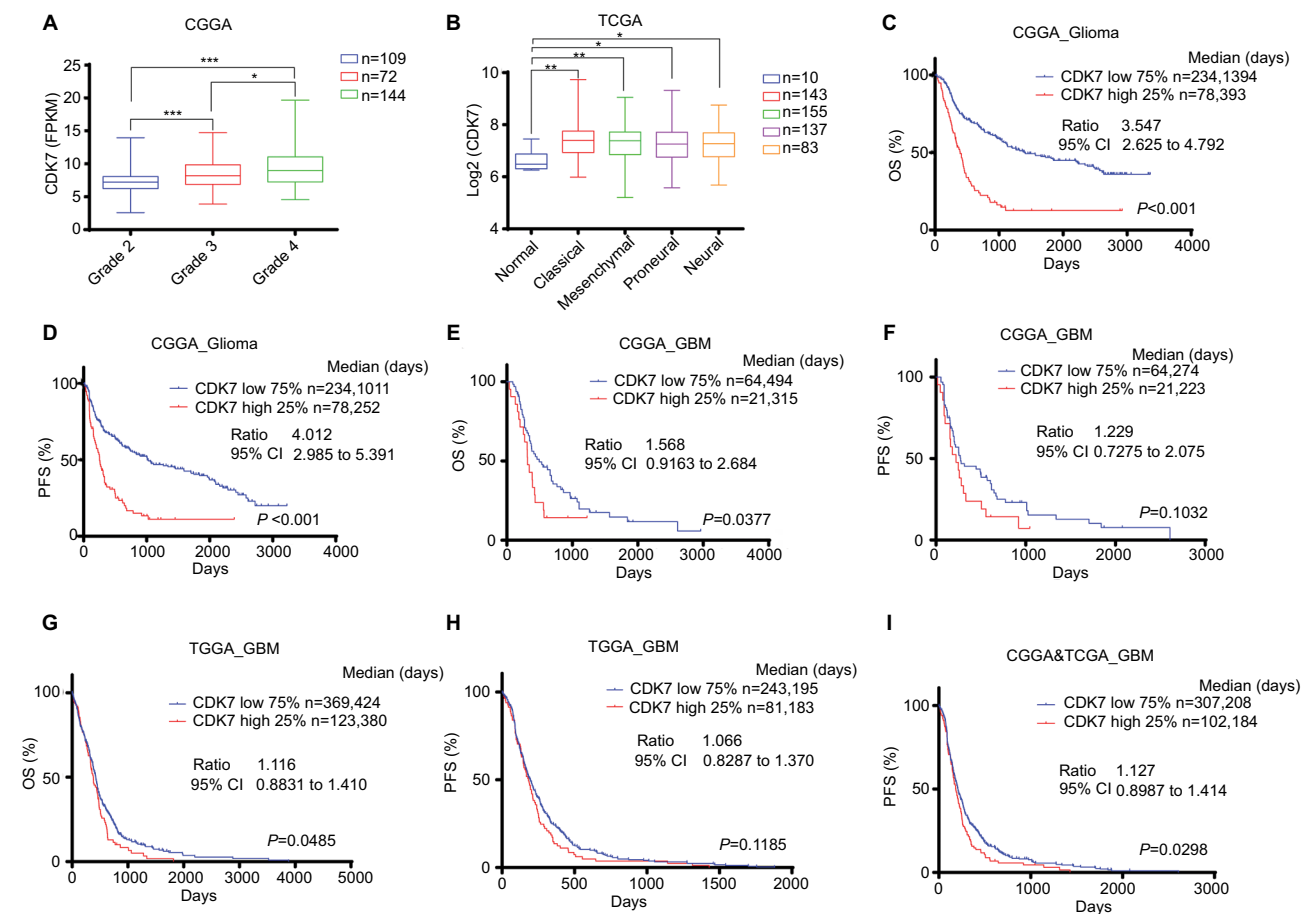 A
CGGA
CDK7 (FPKM)
25
20
15
10
5
0
***
*
***
n=109
n=72
n=144
Grade 2
Grade 3
Grade 4
B
TCGA
Log2 (CDK7)
10
8
6
4
*
*
**
**
n=10
n=143
n=155
n=137
n=83
Normal
Classical
Mesenchymal
Proneural
Neural
C
CGGA_Glioma
Median (days)
CDK7 low 75% n=234,1394
CDK7 high 25% n=78,393
Ratio 3.547
95% CI 2.625 to 4.792
P<0.001
OS (%)
100
50
0
0 1000 2000 3000 4000
Days
D
CGGA_Glioma
Median (days)
CDK7 low 75% n=234,1011
CDK7 high 25% n=78,252
Ratio 4.012
95% CI 2.985 to 5.391
P <0.001
PFS (%)
100
50
0
0 1000 2000 3000 4000
Days
E
CGGA_GBM
Median (days)
CDK7 low 75% n=64,494
CDK7 high 25% n=21,315
Ratio 1.568
95% CI 0.9163 to 2.684
P=0.0377
OS (%)
100
50
0
0 1000 2000 3000 4000
Days
F
CGGA_GBM
Median (days)
CDK7 low 75% n=64,274
CDK7 high 25% n=21,223
Ratio 1.229
95% CI 0.7275 to 2.075
P=0.1032
PFS (%)
100
50
0
0 1000 2000 3000
Days
G
TGGA_GBM
Median (days)
CDK7 low 75% n=369,424
CDK7 high 25% n=123,380
Ratio 1.116
95% CI 0.8831 to 1.410
P=0.0485
OS (%)
100
50
0
0 1000 2000 3000 4000 5000
Days
H
TGGA_GBM
Median (days)
CDK7 low 75% n=243,195
CDK7 high 25% n=81,183
Ratio 1.066
95% CI 0.8287 to 1.370
P=0.1185
PFS (%)
100
50
0
0 500 1000 1500 2000
Days
I
CGGA&TCGA_GBM
Median (days)
CDK7 low 75% n=307,208
CDK7 high 25% n=102,184
Ratio 1.127
95% CI 0.8987 to 1.414
P=0.0298
PFS (%)
100
50
0
0 1000 2000 3000
Days